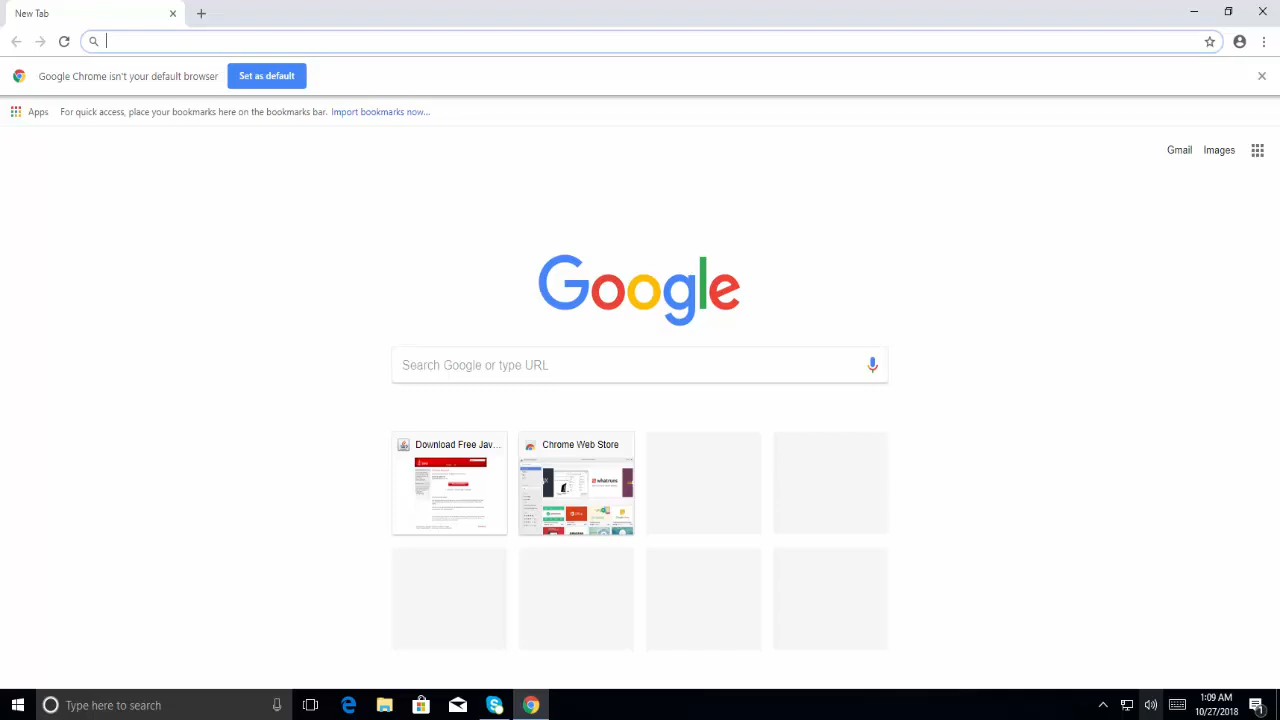 New Tab
Google Chrome isn't your default browser Set as default
Apps For quick access, place your bookmarks here on the bookmarks bar. Import bookmarks now...
Gmail Images
Google
Search Google or type URL
Download Free Jav... Chrome Web Store
whatruns
Type here to search
1:09 AM
10/27/2018
1